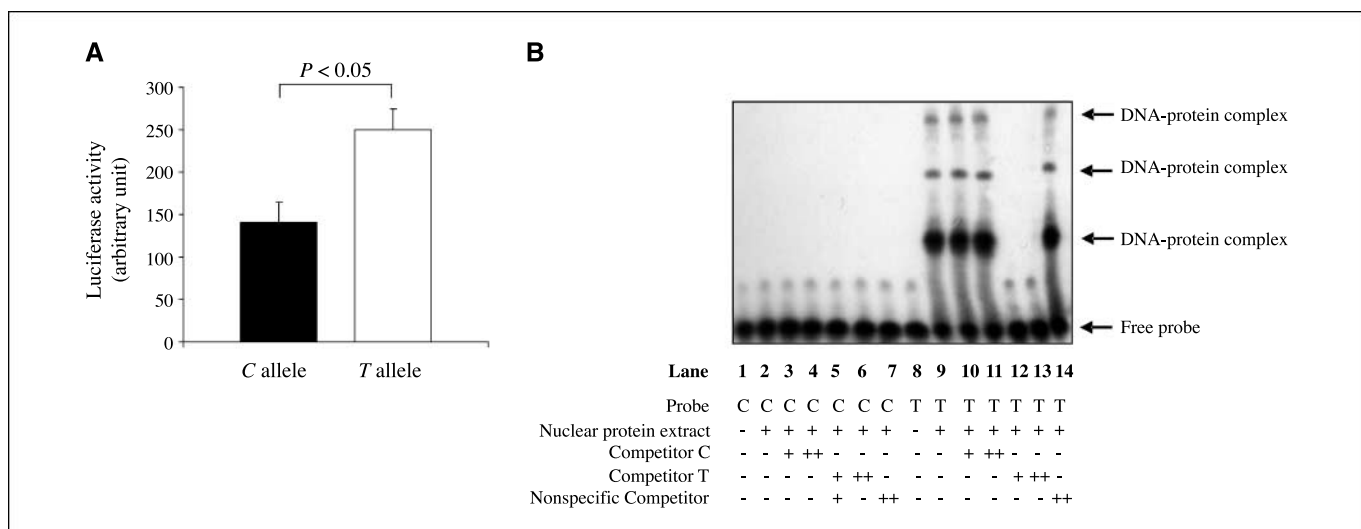 A
P < 0.05
Luciferase activity
(arbitrary unit)
300
250
200
150
100
50
0
C allele
T allele
B
DNA-protein complex
DNA-protein complex
DNA-protein complex
Free probe
Lane 1 2 3 4 5 6 7 8 9 10 11 12 13 14
Probe C C C C C C C T T T T T T T
Nuclear protein extract - + + + + + + - + + + + + +
Competitor C - - + ++ - - - - - + ++ - - -
Competitor T - - - - + ++ - - - - - + ++ -
Nonspecific Competitor - - - - + - ++ - - - - - - ++